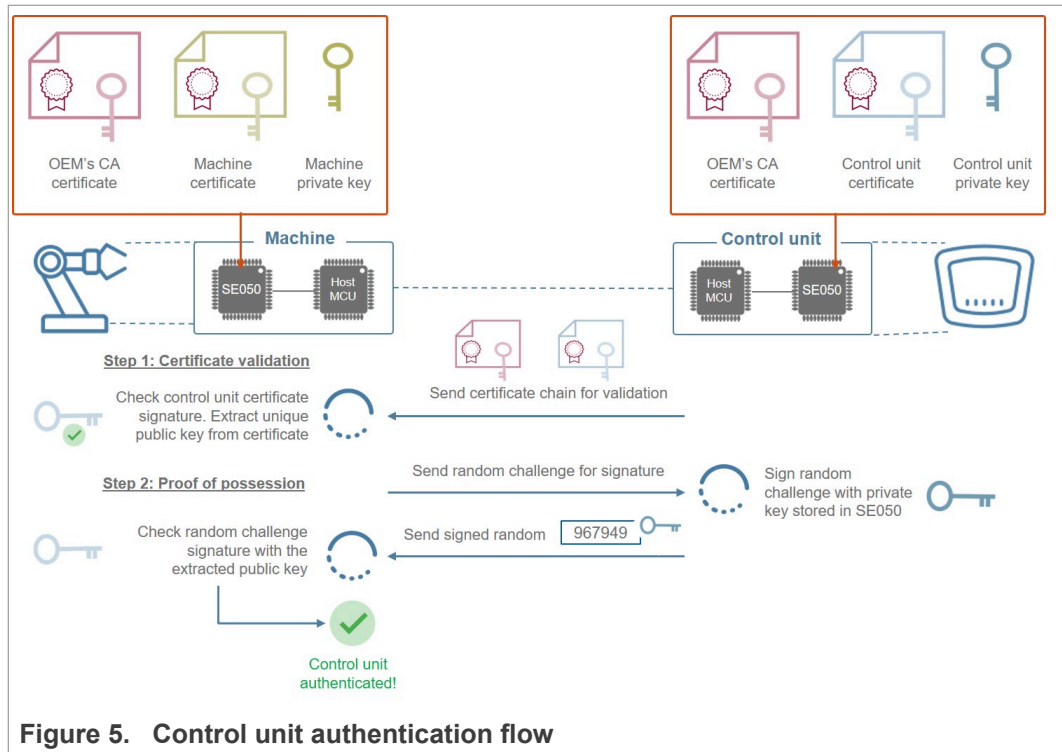 OEM's CA
certificate
Machine
certificate
Machine
private key
OEM's CA
certificate
Control unit
certificate
Control unit
private key
Machine
SE050
Host
MCU
Control unit
Host
MCU
SE050
Step 1: Certificate validation
Check control unit certificate
signature. Extract unique
public key from certificate
Send certificate chain for validation
Step 2: Proof of possession
Send random challenge for signature
Sign random
challenge with private
key stored in SE050
Check random challenge
signature with the
extracted public key
Send signed random
967949
Control unit
authenticated!
Figure 5. Control unit authentication flow